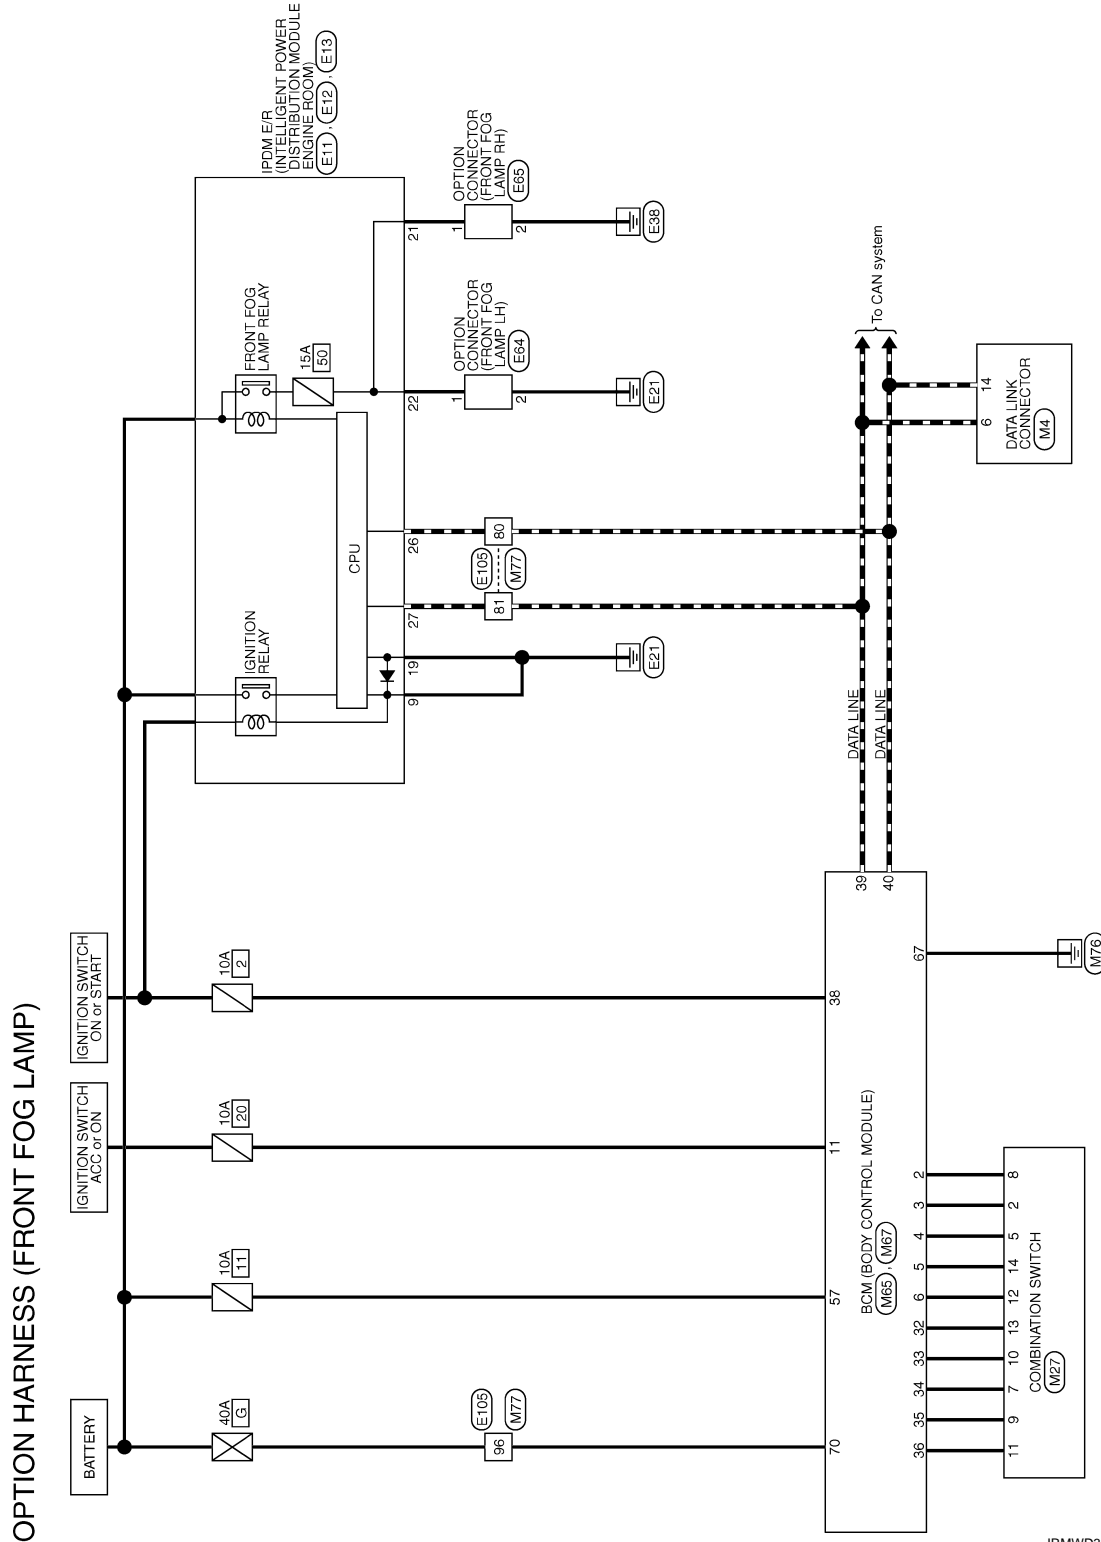 OPTION HARNESS (FRONT FOG LAMP)
BATTERY
IGNITION SWITCH
ACC or ON
IGNITION SWITCH
ON or START
40A
G
10A
11
10A
20
10A
2
E105
M77
96
IPDM E/R
(INTELLIGENT POWER
DISTRIBUTION MODULE
ENGINE ROOM)
E11 , E12 , E13
IGNITION
RELAY
FRONT FOG
LAMP RELAY
15A
50
CPU
9
19
27
26
22
21
E105
M77
81
80
OPTION
CONNECTOR
(FRONT FOG
LAMP LH)
E64
1
2
OPTION
CONNECTOR
(FRONT FOG
LAMP RH)
E65
1
2
E21
E21
E38
DATA LINE
DATA LINE
To CAN system
6
14
DATA LINK
CONNECTOR
M4
70
57
11
38
39
40
BCM (BODY CONTROL MODULE)
M65 , M67
36
35
34
33
32
6
5
4
3
2
67
M76
11
9
7
10
13
12
14
5
2
8
COMBINATION SWITCH
M27